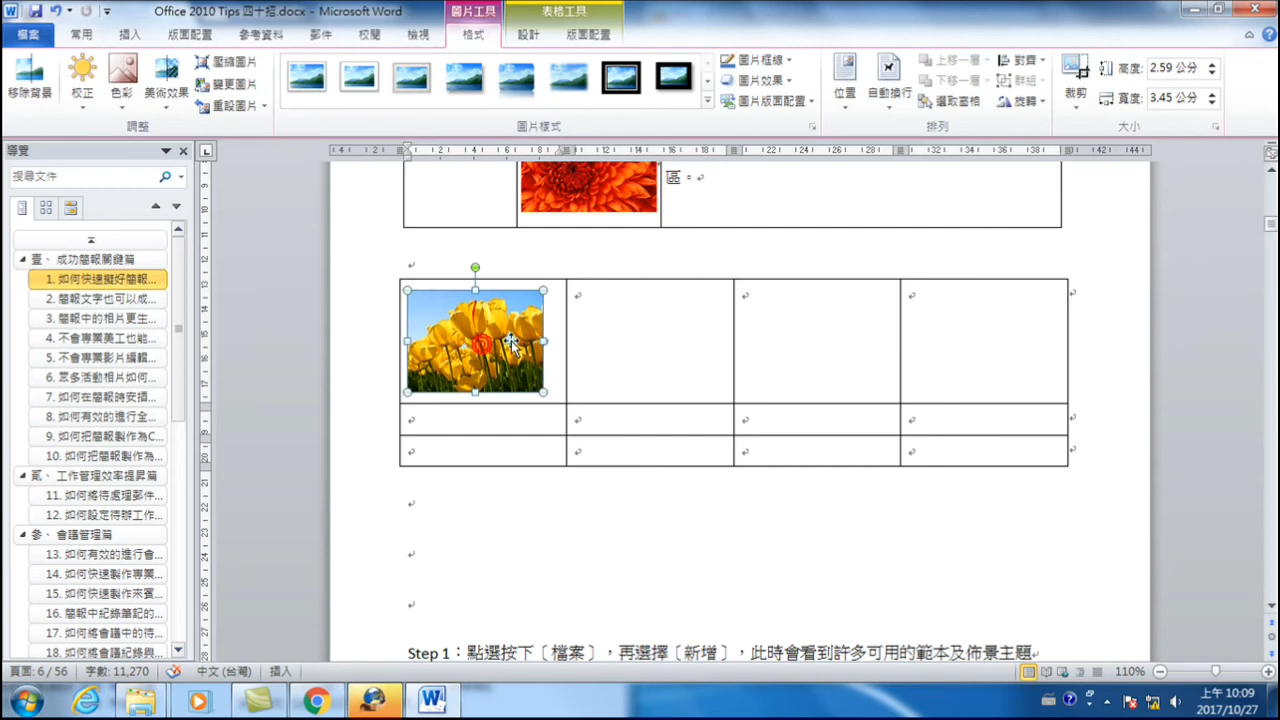 Office 2010 Tips 四十招.docx - Microsoft Word
圖片工具
表格工具
檔案
常用
插入
版面配置
參考資料
郵件
校閱
檢視
格式
設計
版面配置
移除背景
校正
色彩
美術效果
壓縮圖片
變更圖片
重設圖片
調整
圖片框線
圖片效果
圖片版面配置
圖片樣式
位置
自動換行
上移一層
下移一層
選取窗格
對齊
群組
旋轉
排列
裁剪
高度: 2.59 公分
寬度: 3.45 公分
大小
導覽
搜尋文件
壹、 成功簡報關鍵篇
1. 如何快速擬好簡報...
2. 簡報文字也可以成...
3. 簡報中的相片更生...
4. 不會專業美工也能...
5. 不會專業影片編輯...
6. 眾多活動相片如何...
7. 如何在簡報時安插...
8. 如何有效的進行全...
9. 如何把簡報製作為C...
10. 如何把簡報製作為...
貳、 工作管理效率提昇篇
11. 如何將待處理郵件...
12. 如何設定待辦工作...
參、 會議管理篇
13. 如何有效的進行會...
14. 如何快速製作專業...
15. 如何快速製作來賓...
16. 簡報中紀錄筆記的...
17. 如何將會議中的待...
18. 如何將會議紀錄與...
區。
Step 1：點選按下〔檔案〕，再選擇〔新增〕，此時會看到許多可用的範本及佈景主題
頁面: 6 / 56
字數: 11,270
中文 (台灣)
插入
110%
上午 10:09
2017/10/27